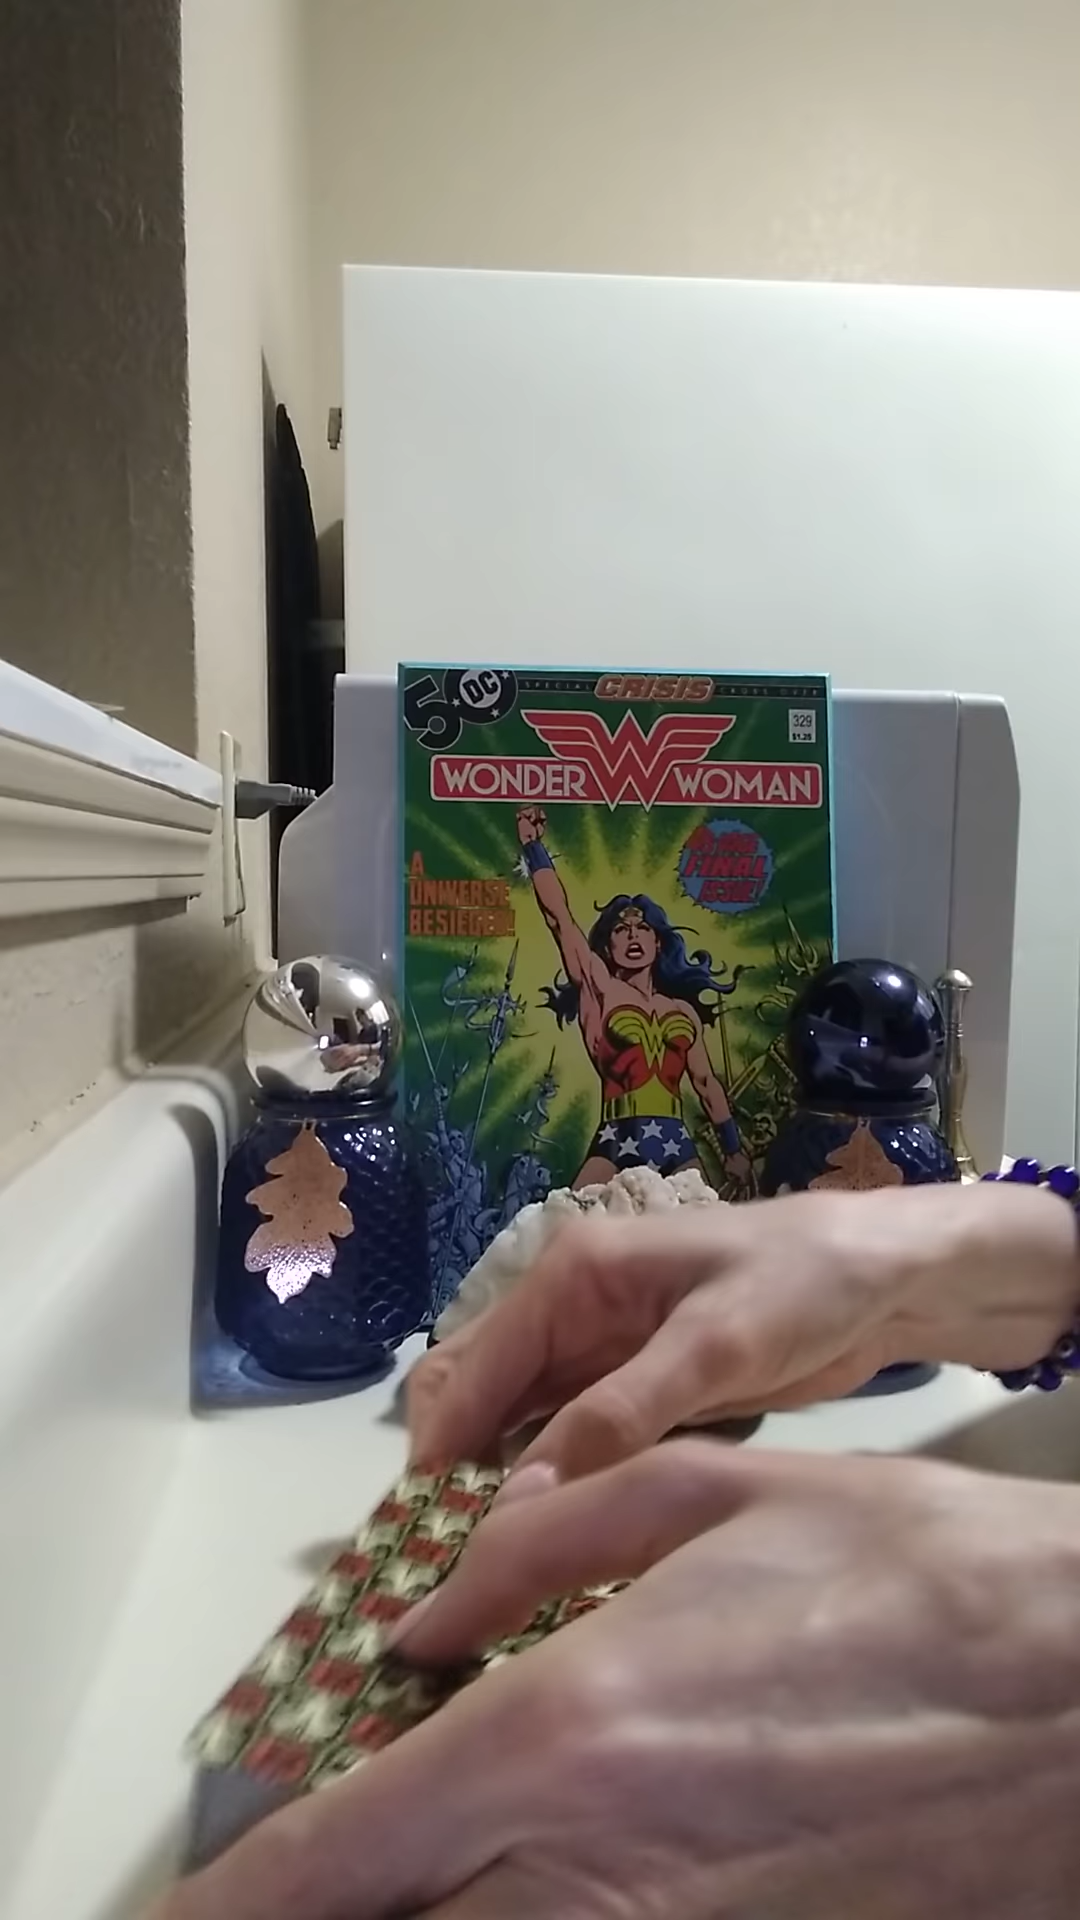 50
DC
SPECIAL CRISIS CROSS OVER
329
$1.25
WONDER W WOMAN
A
UNIVERSE
BESIEGED!
FINAL
ISSUE!